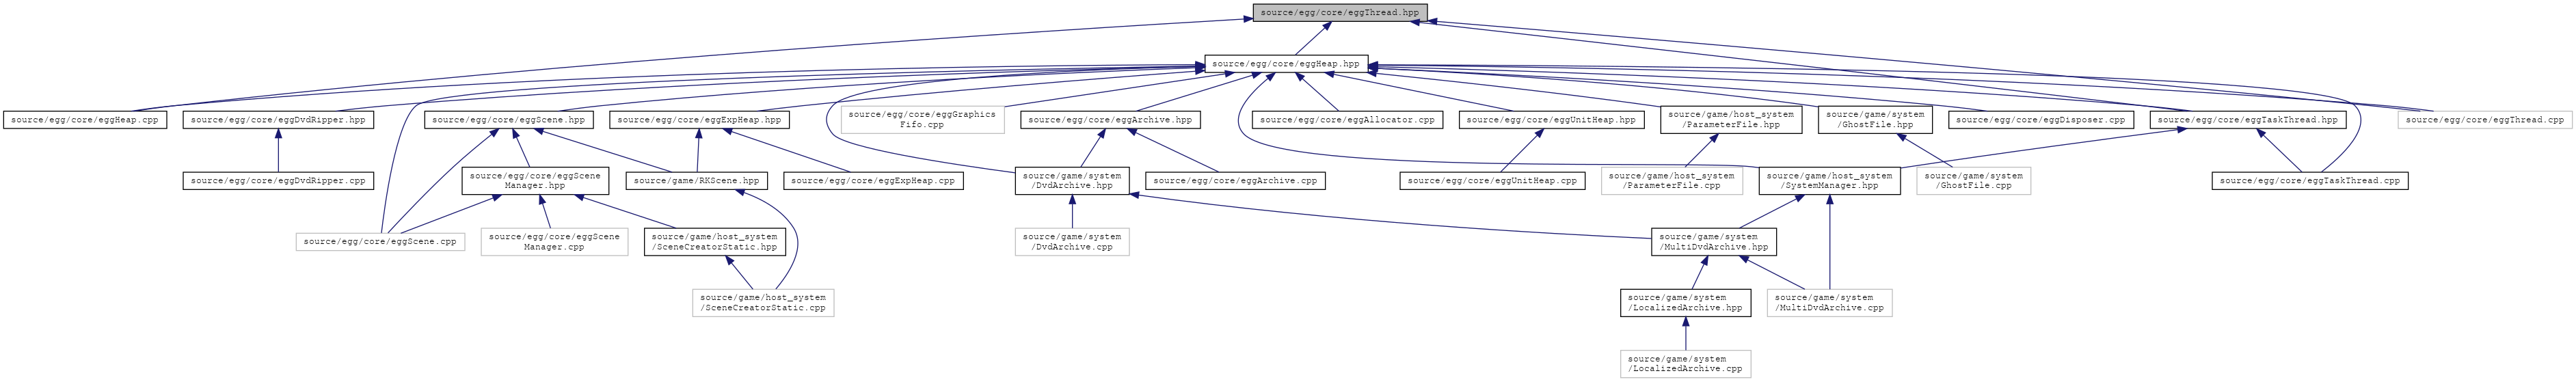 source/egg/core/eggThread.hpp
source/egg/core/eggHeap.hpp
source/egg/core/eggHeap.cpp
source/egg/core/eggDvdRipper.hpp
source/egg/core/eggScene.hpp
source/egg/core/eggExpHeap.hpp
source/egg/core/eggGraphics
Fifo.cpp
source/egg/core/eggArchive.hpp
source/egg/core/eggAllocator.cpp
source/egg/core/eggUnitHeap.hpp
source/game/host_system
/ParameterFile.hpp
source/game/system
/GhostFile.hpp
source/egg/core/eggDisposer.cpp
source/egg/core/eggTaskThread.hpp
source/egg/core/eggThread.cpp
source/egg/core/eggDvdRipper.cpp
source/egg/core/eggScene
Manager.hpp
source/game/RKScene.hpp
source/egg/core/eggExpHeap.cpp
source/game/system
/DvdArchive.hpp
source/egg/core/eggArchive.cpp
source/egg/core/eggUnitHeap.cpp
source/game/host_system
/ParameterFile.cpp
source/game/host_system
/SystemManager.hpp
source/game/system
/GhostFile.cpp
source/egg/core/eggTaskThread.cpp
source/egg/core/eggScene.cpp
source/egg/core/eggScene
Manager.cpp
source/game/host_system
/SceneCreatorStatic.hpp
source/game/system
/DvdArchive.cpp
source/game/system
/MultiDvdArchive.hpp
source/game/host_system
/SceneCreatorStatic.cpp
source/game/system
/LocalizedArchive.hpp
source/game/system
/MultiDvdArchive.cpp
source/game/system
/LocalizedArchive.cpp